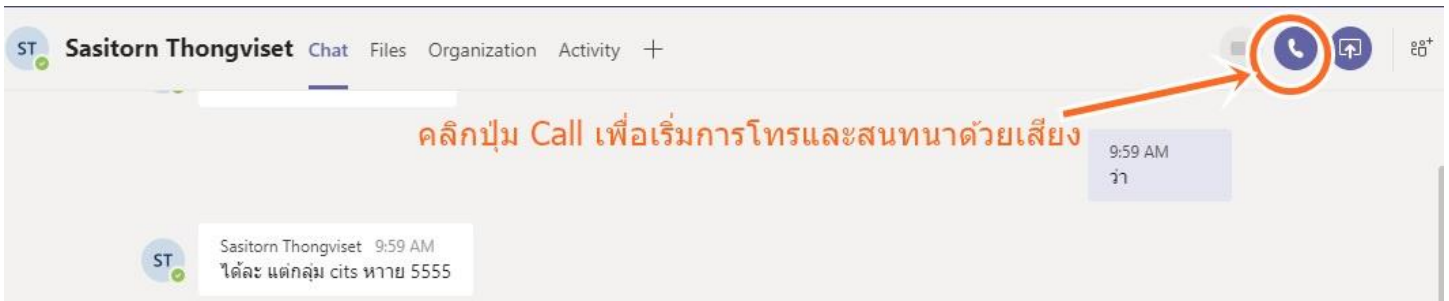 ST Sasitorn Thongviset Chat Files Organization Activity +
คลิกปุ่ม Call เพื่อเริ่มการโทรและสนทนาด้วยเสียง
9:59 AM
ว่า
Sasitorn Thongviset 9:59 AM
ST ได้ละ แต่กลุ่ม cits หาาย 5555